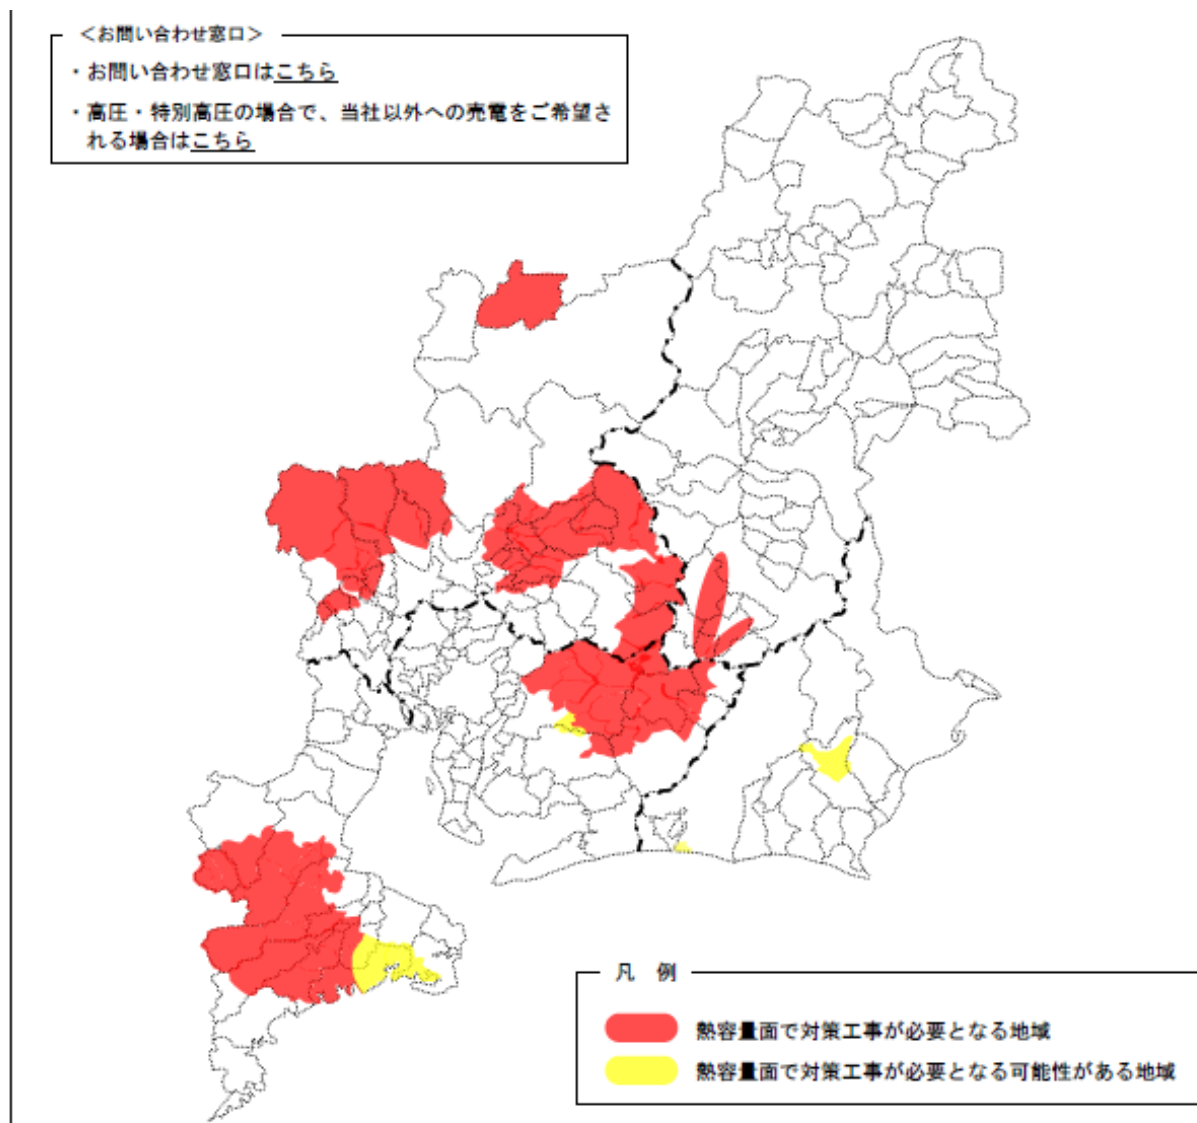 ＜お問い合わせ窓口＞
・お問い合わせ窓口はこちら
・高圧・特別高圧の場合で、当社以外への売電をご希望さ
れる場合はこちら
凡 例
熱容量面で対策工事が必要となる地域
熱容量面で対策工事が必要となる可能性がある地域